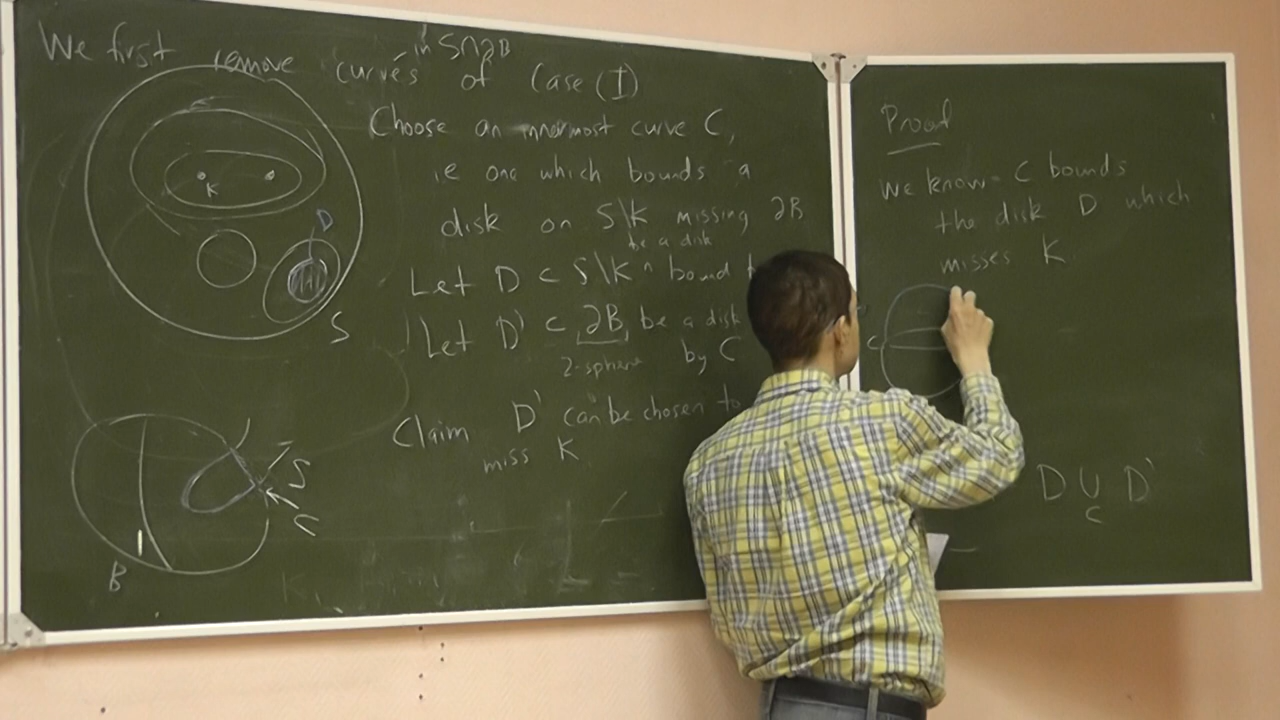 We first remove curves in S∩∂B of Case (I)
Choose an innermost curve C,
i.e one which bounds a
disk on S\K missing ∂B
be a disk
Let D ⊂ S\K ^ bound
Let D' ⊂ ∂B, be a disk
2-sphere by C
Claim D' can be chosen to
miss K
K
D
S
S
C
B
Proof
We know C bounds
the disk D which
misses K
C
D ∪ D'
C